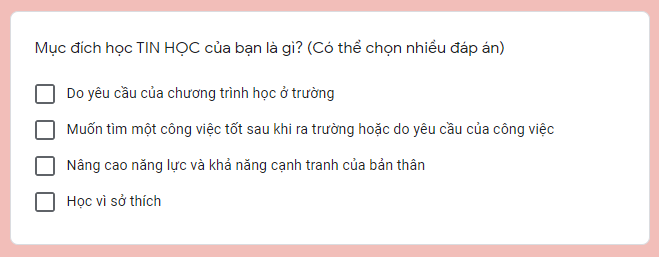 Mục đích học TIN HỌC của bạn là gì? (Có thể chọn nhiều đáp án)
Do yêu cầu của chương trình học ở trường
Muốn tìm một công việc tốt sau khi ra trường hoặc do yêu cầu của công việc
Nâng cao năng lực và khả năng cạnh tranh của bản thân
Học vì sở thích